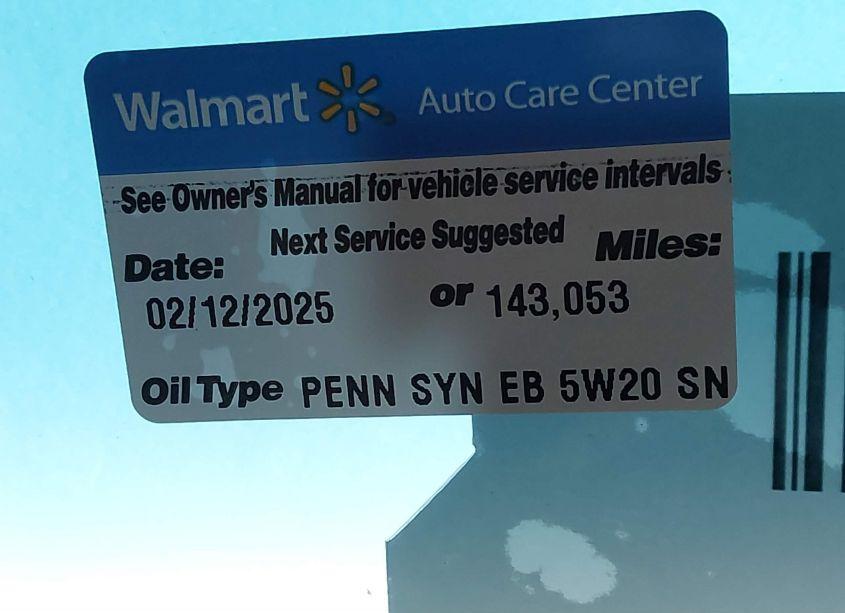 Walmart Auto Care Center
See Owner's Manual for vehicle service intervals
Next Service Suggested
Date: Miles:
02/12/2025 or 143,053
Oil Type PENN SYN EB 5W20 SN